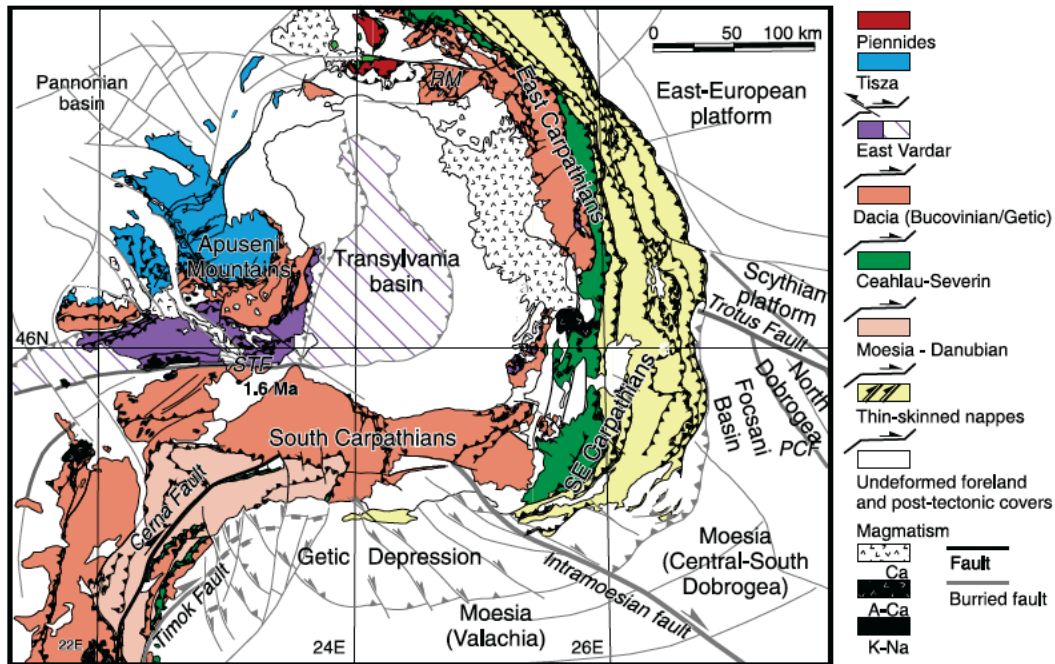 Pannonian
basin
RM
East Carpathians
0 50 100 km
East-European
platform
Apuseni
Mountains
Transylvania
basin
Scythian
platform
Trotus Fault
46N
STF
1.6 Ma
North
Dobrogea
PCF
Focsani
Basin
South Carpathians
SE Carpathians
Cerna Fault
Timok Fault
Getic Depression
Intramoesian fault
Moesia
(Central-South
Dobrogea)
Moesia
(Valachia)
22E
24E
26E
Piennides
Tisza
East Vardar
Dacia (Bucovinian/Getic)
Ceahlau-Severin
Moesia - Danubian
Thin-skinned nappes
Undeformed foreland
and post-tectonic covers
Magmatism
Ca
A-Ca
K-Na
Fault
Burried fault